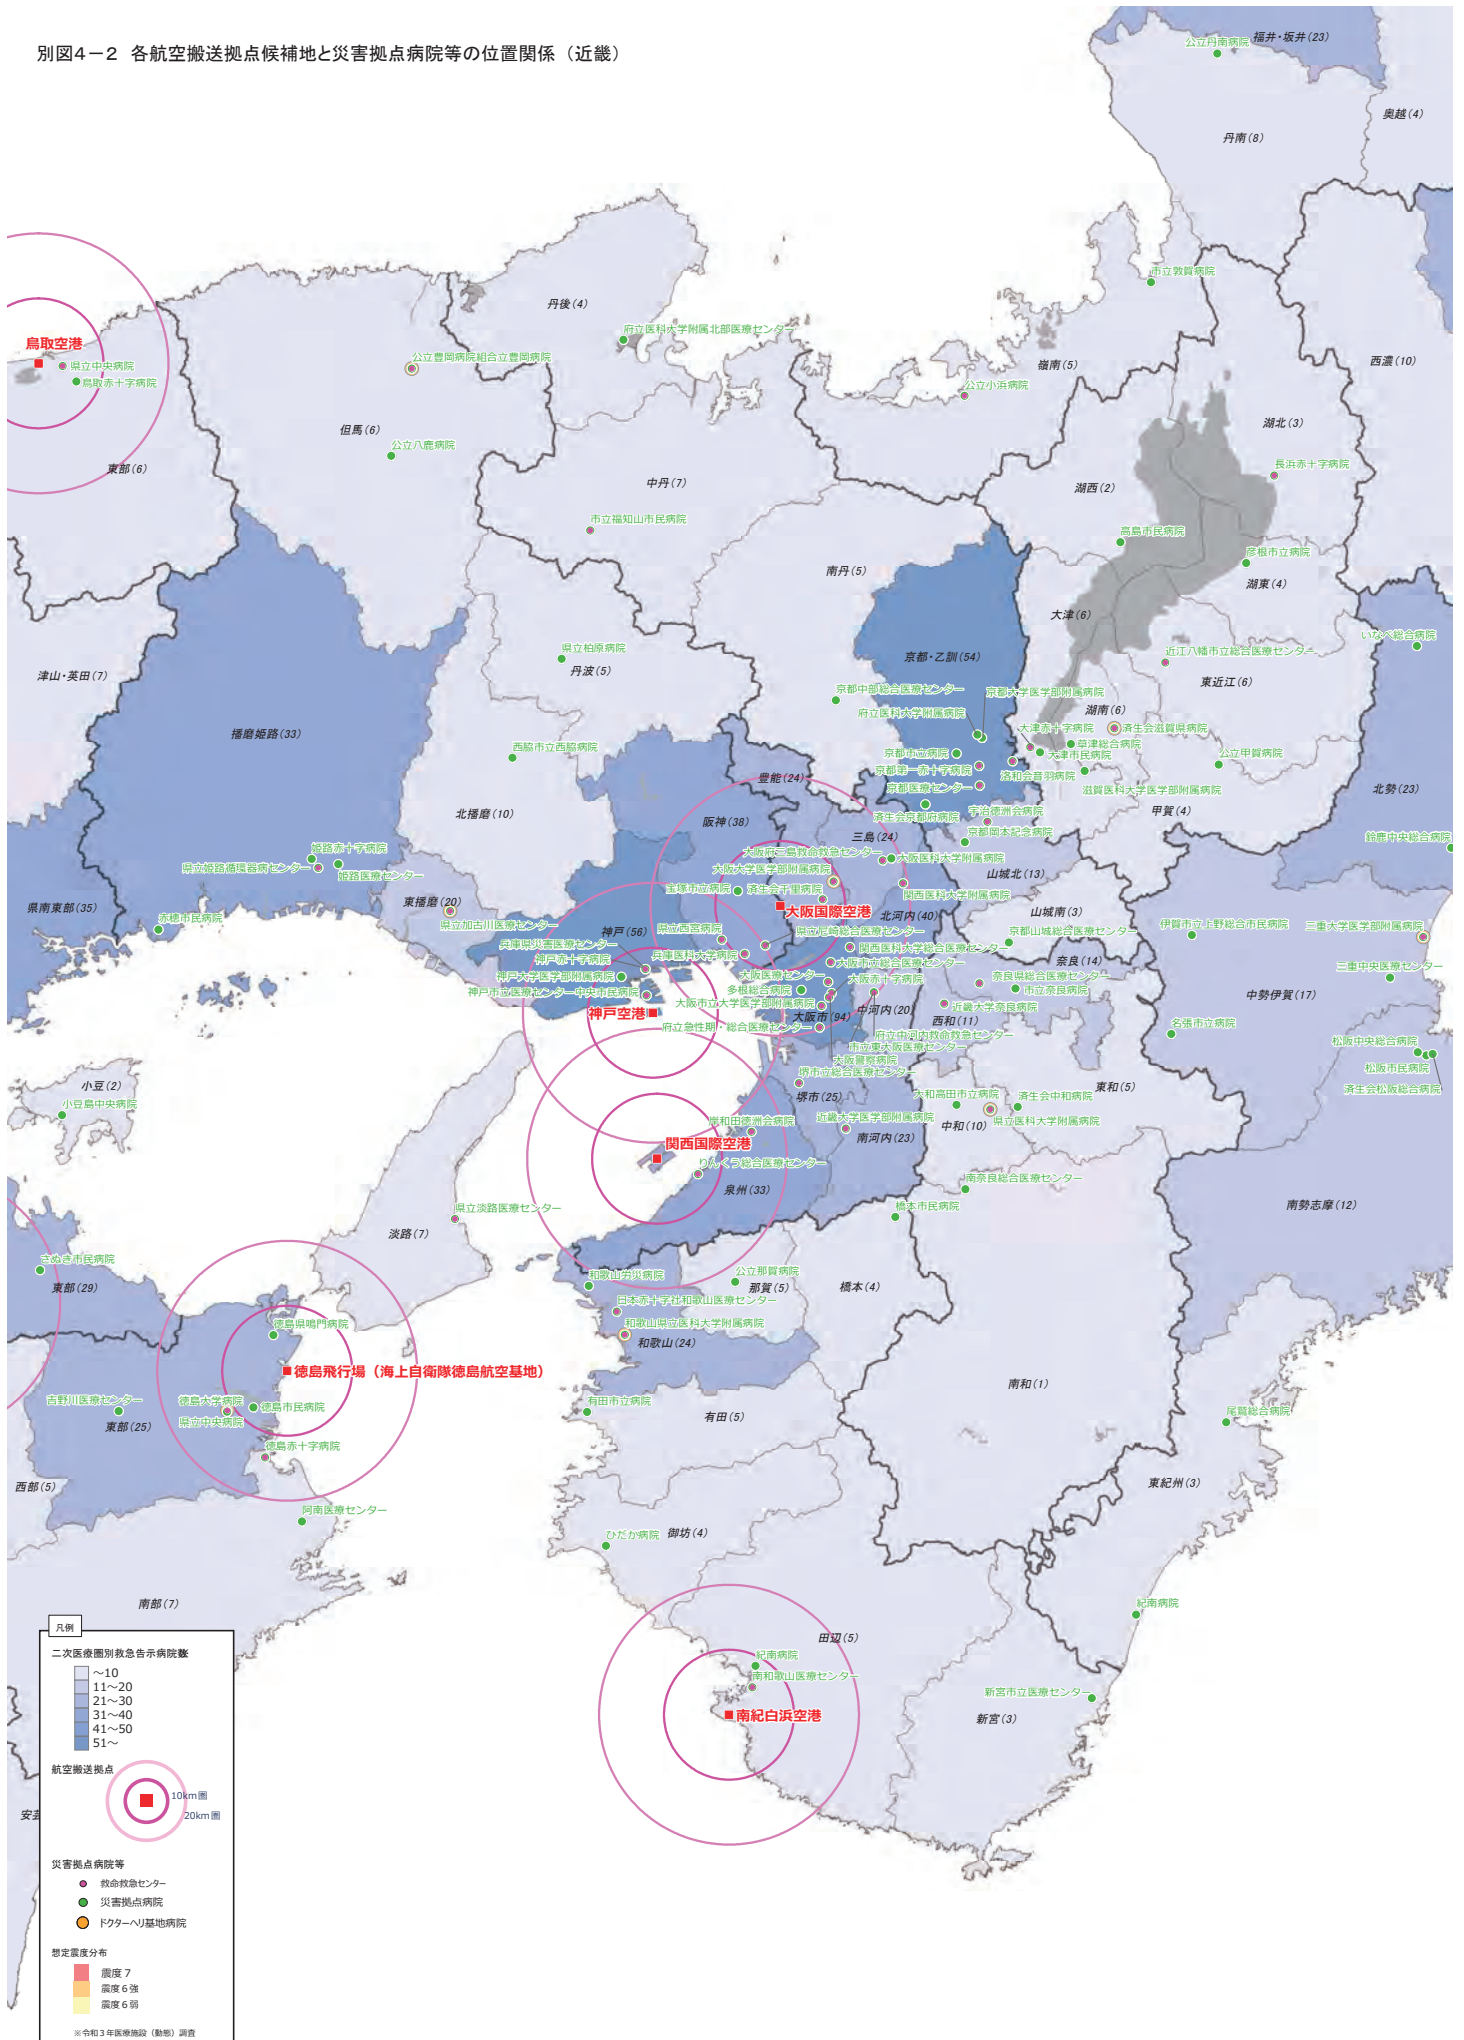 別図4－2 各航空搬送拠点候補地と災害拠点病院等の位置関係（近畿）
公立丹南病院
福井・坂井(23)
奥越(4)
丹南(8)
市立敦賀病院
丹後(4)
府立医科大学附属北部医療センター
鳥取空港
県立中央病院
鳥取赤十字病院
公立豊岡病院組合立豊岡病院
嶺南(5)
西濃(10)
公立小浜病院
湖北(3)
但馬(6)
公立八鹿病院
東部(6)
長浜赤十字病院
中丹(7)
湖西(2)
市立福知山市民病院
高島市民病院
彦根市立病院
南丹(5)
湖東(4)
大津(6)
いなべ総合病院
県立柏原病院
丹波(5)
京都・乙訓(54)
近江八幡市立総合医療センター
津山・英田(7)
東近江(6)
京都中部総合医療センター
京都大学医学部附属病院
湖南(6)
府立医科大学附属病院
大津赤十字病院
済生会滋賀県病院
播磨姫路(33)
西脇市立西脇病院
京都市立病院
草津総合病院
大津市民病院
公立甲賀病院
京都第一赤十字病院
洛和会音羽病院
豊能(24)
京都医療センター
滋賀医科大学医学部附属病院
北勢(23)
北播磨(10)
阪神(38)
済生会京都府病院
宇治徳洲会病院
甲賀(4)
三島(24)
京都岡本記念病院
鈴鹿中央総合病院
姫路赤十字病院
大阪府三島救命救急センター
大阪医科大学附属病院
県立姫路循環器病センター
姫路医療センター
大阪大学医学部附属病院
山城北(13)
宝塚市立病院
済生会千里病院
関西医科大学附属病院
県南東部(35)
東播磨(20)
赤穂市民病院
県立加古川医療センター
大阪国際空港
北河内(40)
山城南(3)
神戸(56)
県立西宮病院
県立尼崎総合医療センター
京都山城総合医療センター
伊賀市立上野総合市民病院
三重大学医学部附属病院
兵庫県災害医療センター
兵庫医科大学病院
関西医科大学総合医療センター
神戸赤十字病院
大阪市立総合医療センター
奈良(14)
神戸大学医学部附属病院
大阪医療センター
大阪赤十字病院
奈良県総合医療センター
三重中央医療センター
神戸市立医療センター中央市民病院
多根総合病院
市立奈良病院
中勢伊賀(17)
大阪市立大学医学部附属病院
近畿大学奈良病院
神戸空港
大阪市(94)
中河内(20)
西和(11)
名張市立病院
府立急性期・総合医療センター
府立中河内救命救急センター
松阪中央総合病院
市立東大阪医療センター
松阪市民病院
大阪警察病院
小豆(2)
堺市立総合医療センター
東和(5)
済生会松阪総合病院
小豆島中央病院
堺市(25)
大和高田市立病院
済生会中和病院
岸和田徳洲会病院
近畿大学医学部附属病院
中和(10)
県立医科大学附属病院
関西国際空港
南河内(23)
りんくう総合医療センター
南奈良総合医療センター
泉州(33)
橋本市民病院
南勢志摩(12)
県立淡路医療センター
淡路(7)
さぬき市民病院
和歌山労災病院
公立那賀病院
東部(29)
那賀(5)
橋本(4)
日本赤十字社和歌山医療センター
徳島県鳴門病院
和歌山県立医科大学附属病院
和歌山(24)
徳島飛行場（海上自衛隊徳島航空基地）
南和(1)
吉野川医療センター
徳島大学病院
徳島市民病院
有田市立病院
尾鷲総合病院
東部(25)
県立中央病院
有田(5)
徳島赤十字病院
西部(5)
東紀州(3)
阿南医療センター
ひだか病院
御坊(4)
南部(7)
紀南病院
田辺(5)
紀南病院
南和歌山医療センター
新宮市立医療センター
南紀白浜空港
新宮(3)
凡例
二次医療圏別救急告示病院数※
～10
11～20
21～30
31～40
41～50
51～
航空搬送拠点
10km圏
20km圏
安芸
災害拠点病院等
救命救急センター
災害拠点病院
ドクターヘリ基地病院
想定震度分布
震度７
震度６強
震度６弱
※令和３年医療施設（動態）調査